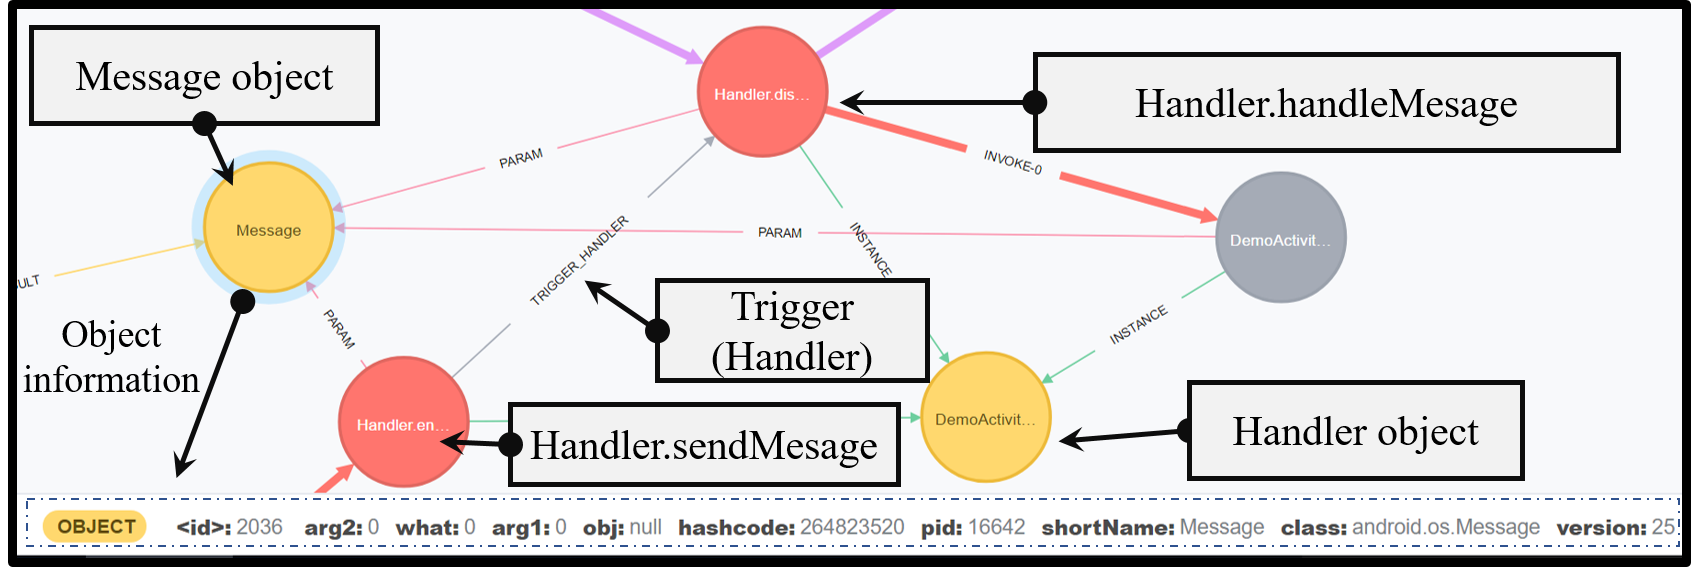 Message object
Handler.dis...
Handler.handleMesage
PARAM
INVOKE-0
Message
TRIGGER_HANDLER
PARAM
INSTANCE
DemoActivit...
ULT
Object
information
PARAM
Trigger
(Handler)
INSTANCE
Handler.en...
Handler.sendMesage
DemoActivit...
Handler object
OBJECT <id>: 2036 arg2: 0 what: 0 arg1: 0 obj: null hashcode: 264823520 pid: 16642 shortName: Message class: android.os.Message version: 25